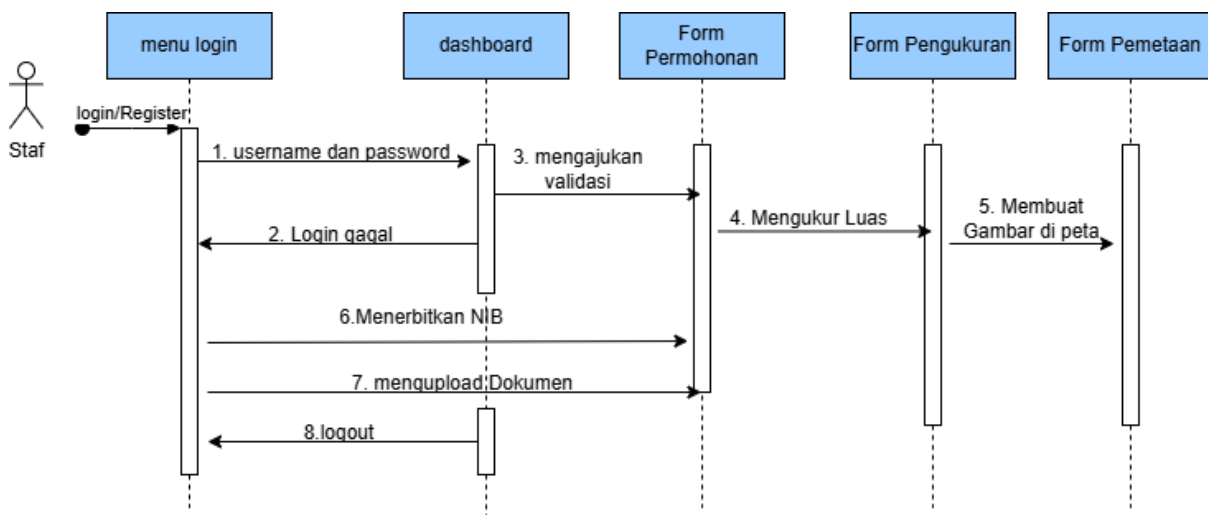 menu login
dashboard
Form
Permohonan
Form Pengukuran
Form Pemetaan
Staf
login/Register
1. username dan password
3. mengajukan
validasi
2. Login gagal
4. Mengukur Luas
5. Membuat
Gambar di peta
6.Menerbitkan NIB
7. mengupload Dokumen
8.logout